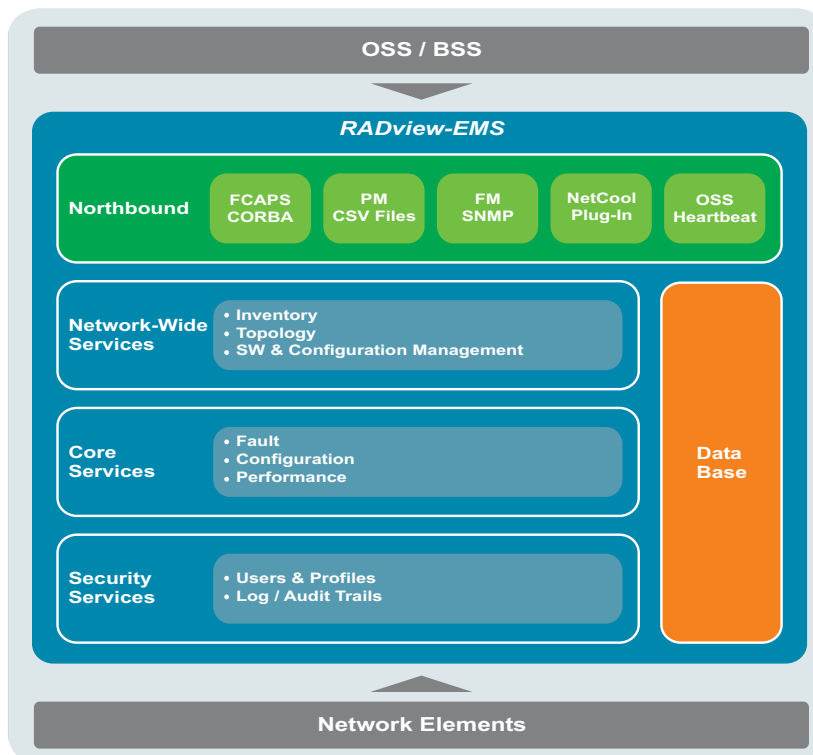 OSS / BSS
RADview-EMS
Northbound
FCAPS
CORBA
PM
CSV Files
FM
SNMP
NetCool
Plug-In
OSS
Heartbeat
Network-Wide
Services
• Inventory
• Topology
• SW & Configuration Management
Core
Services
• Fault
• Configuration
• Performance
Security
Services
• Users & Profiles
• Log / Audit Trails
Data
Base
Network Elements